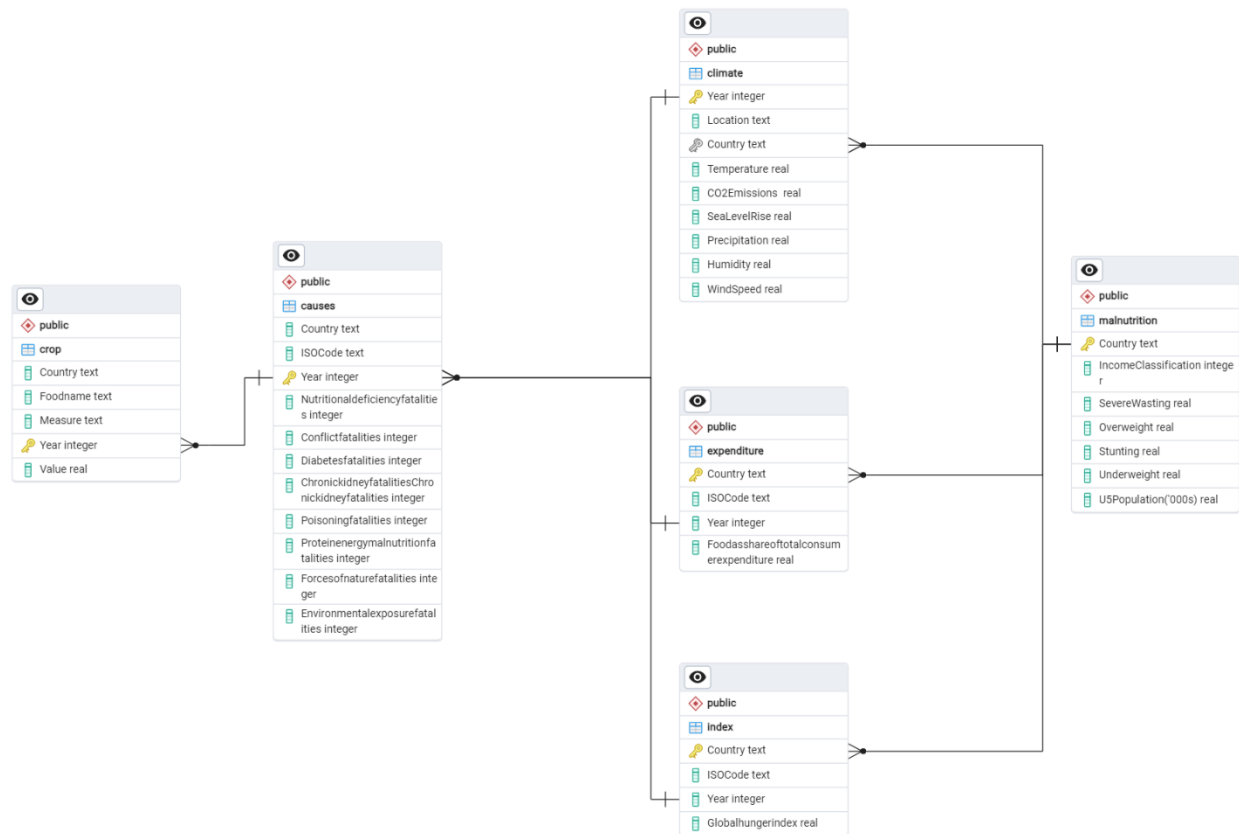 public
crop
Country text
Foodname text
Measure text
Year integer
Value real
public
causes
Country text
ISOCode text
Year integer
Nutritionaldeficiencyfatalitie
s integer
Conflictfatalities integer
Diabetesfatalities integer
ChronickidneyfatalitiesChro
nickidneyfatalities integer
Poisoningfatalities integer
Proteinenergymalnutritionfa
talities integer
Forcesofnaturefatalities inte
ger
Environmentalexposurefatal
ities integer
public
climate
Year integer
Location text
Country text
Temperature real
CO2Emissions  real
SeaLevelRise real
Precipitation real
Humidity real
WindSpeed real
public
expenditure
Country text
ISOCode text
Year integer
Foodasshareoftotalconsum
erexpenditure real
public
index
Country text
ISOCode text
Year integer
Globalhungerindex real
public
malnutrition
Country text
IncomeClassification intege
r
SevereWasting real
Overweight real
Stunting real
Underweight real
U5Population('000s) real